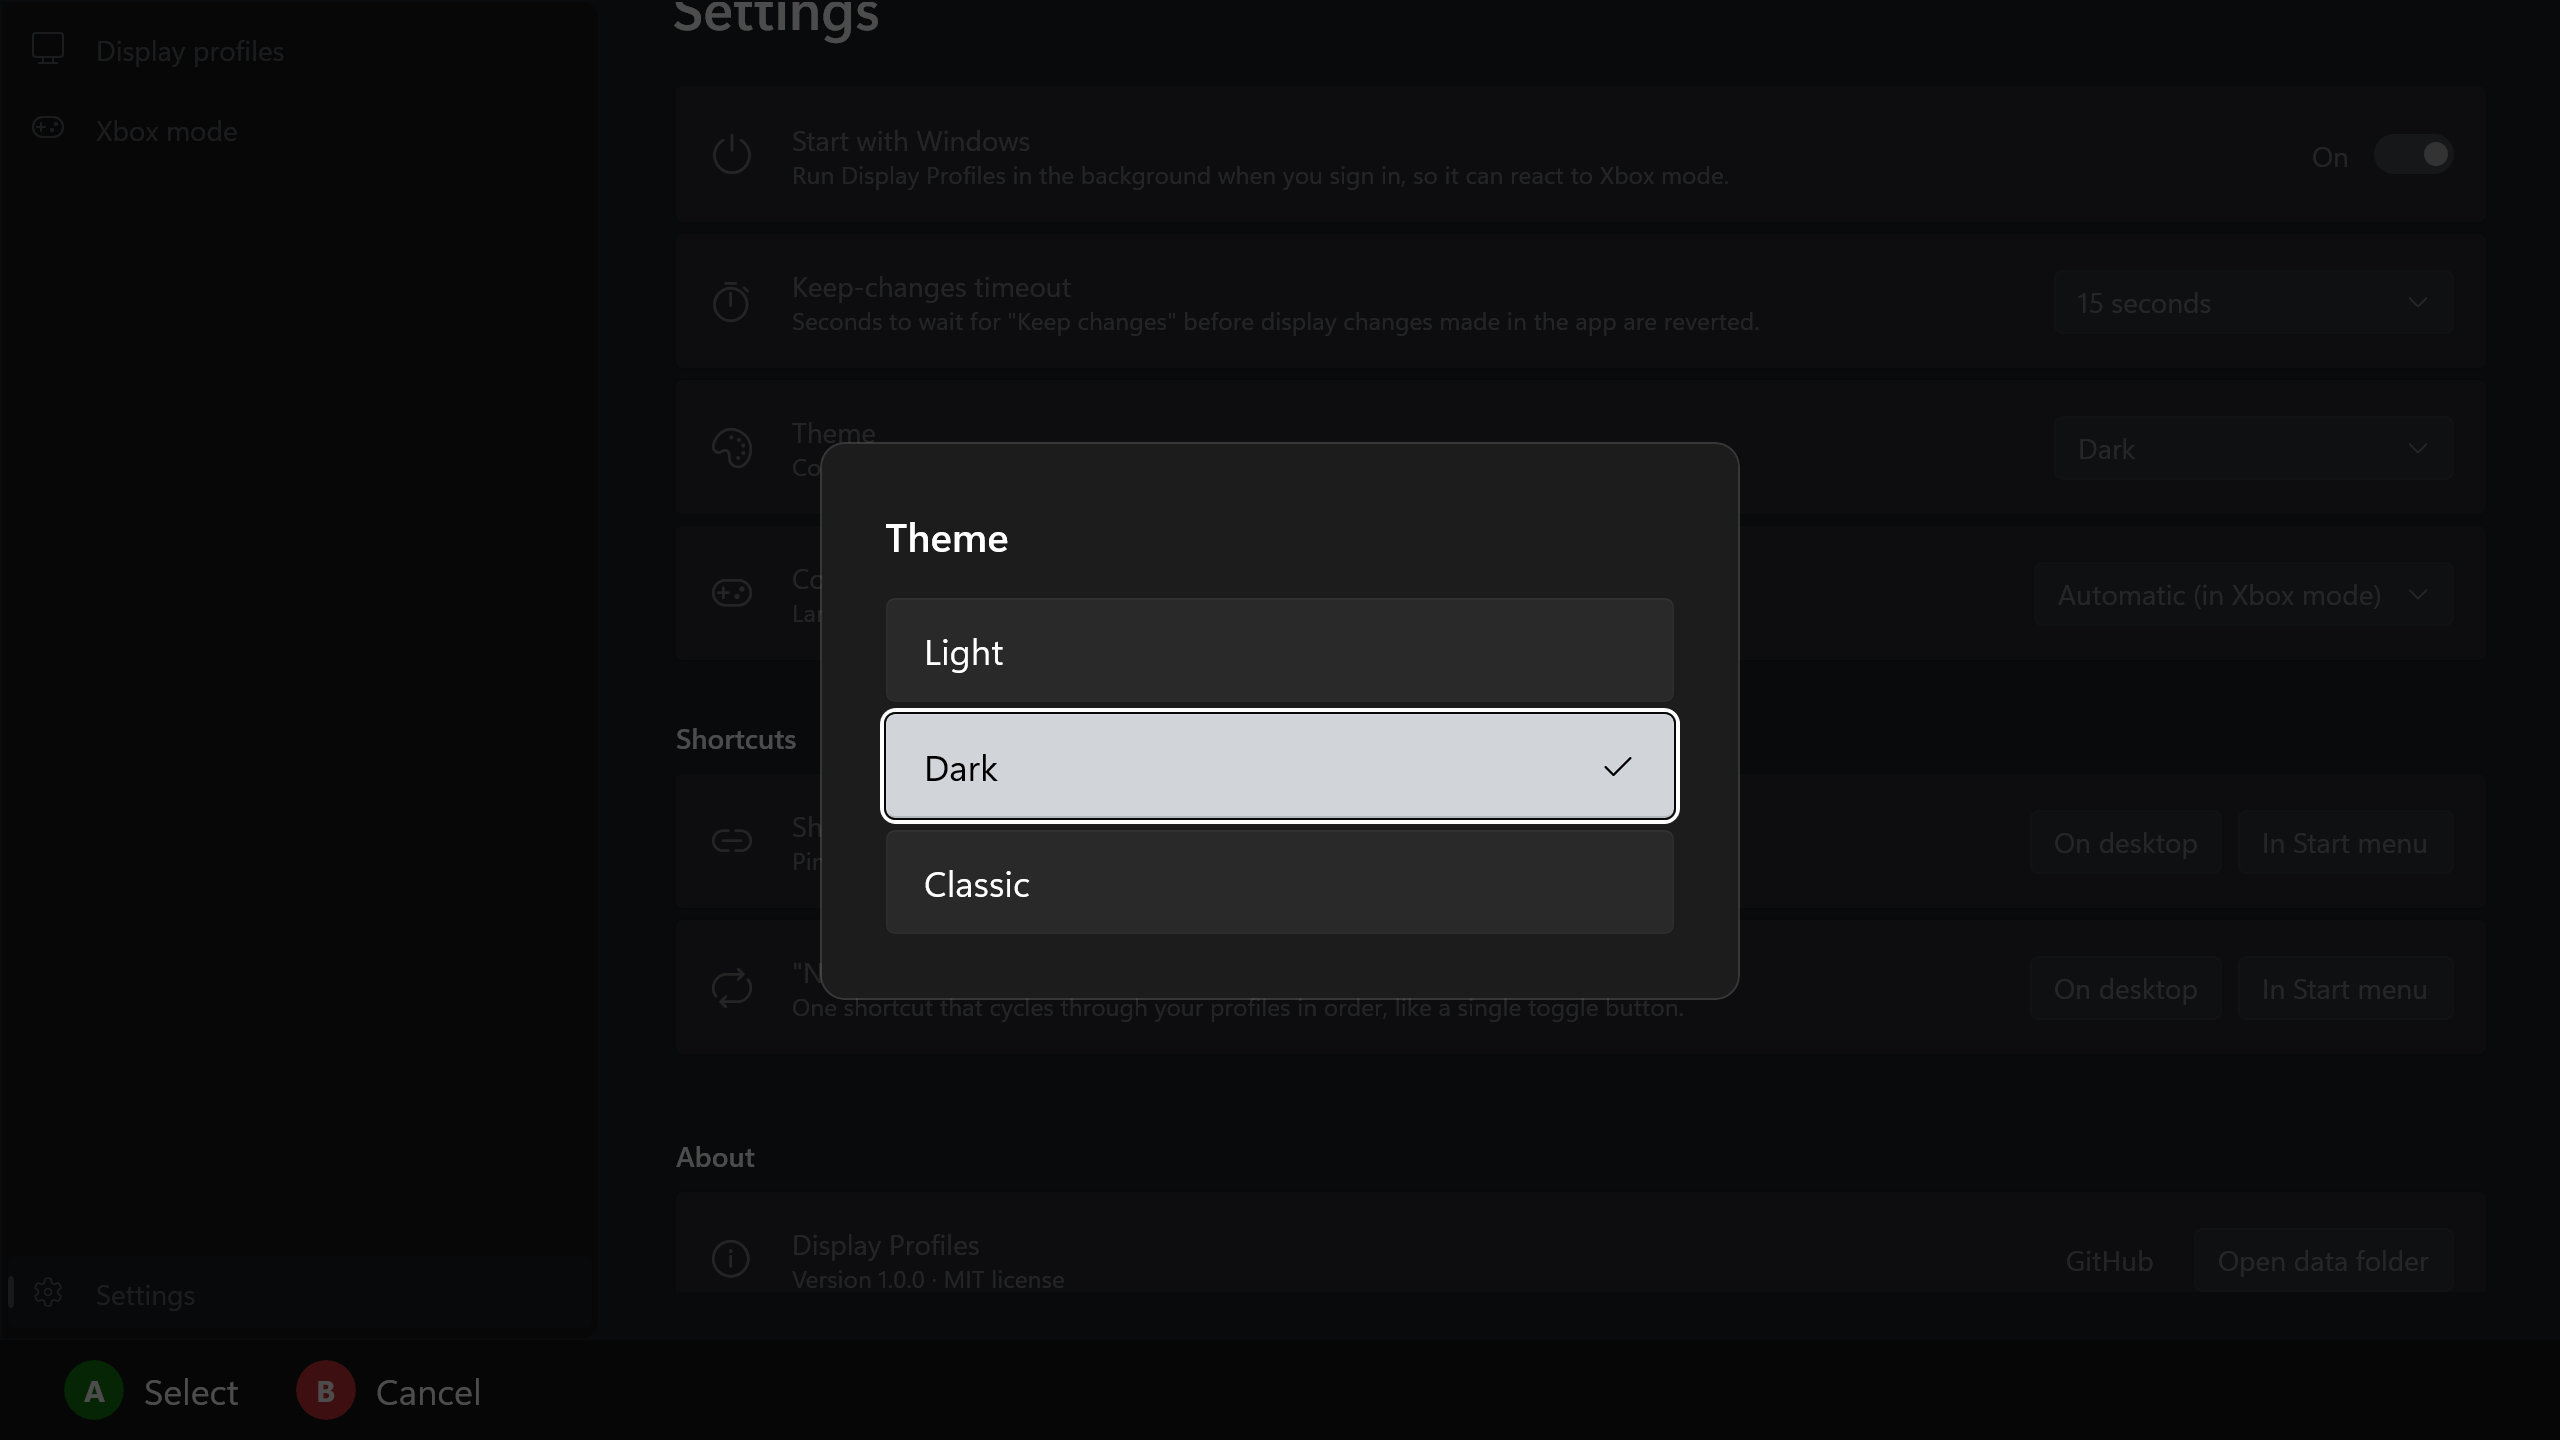 Settings
Display profiles
Xbox mode
Start with Windows
Run Display Profiles in the background when you sign in, so it can react to Xbox mode.
On
Keep-changes timeout
Seconds to wait for "Keep changes" before display changes made in the app are reverted.
15 seconds
Theme
Co
Dark
Co
Lar
Automatic (in Xbox mode)
Theme
Light
Dark
Classic
Shortcuts
Sh
Pin
On desktop
In Start menu
"N
One shortcut that cycles through your profiles in order, like a single toggle button.
On desktop
In Start menu
About
Display Profiles
Version 1.0.0 · MIT license
GitHub
Open data folder
Settings
A Select
B Cancel